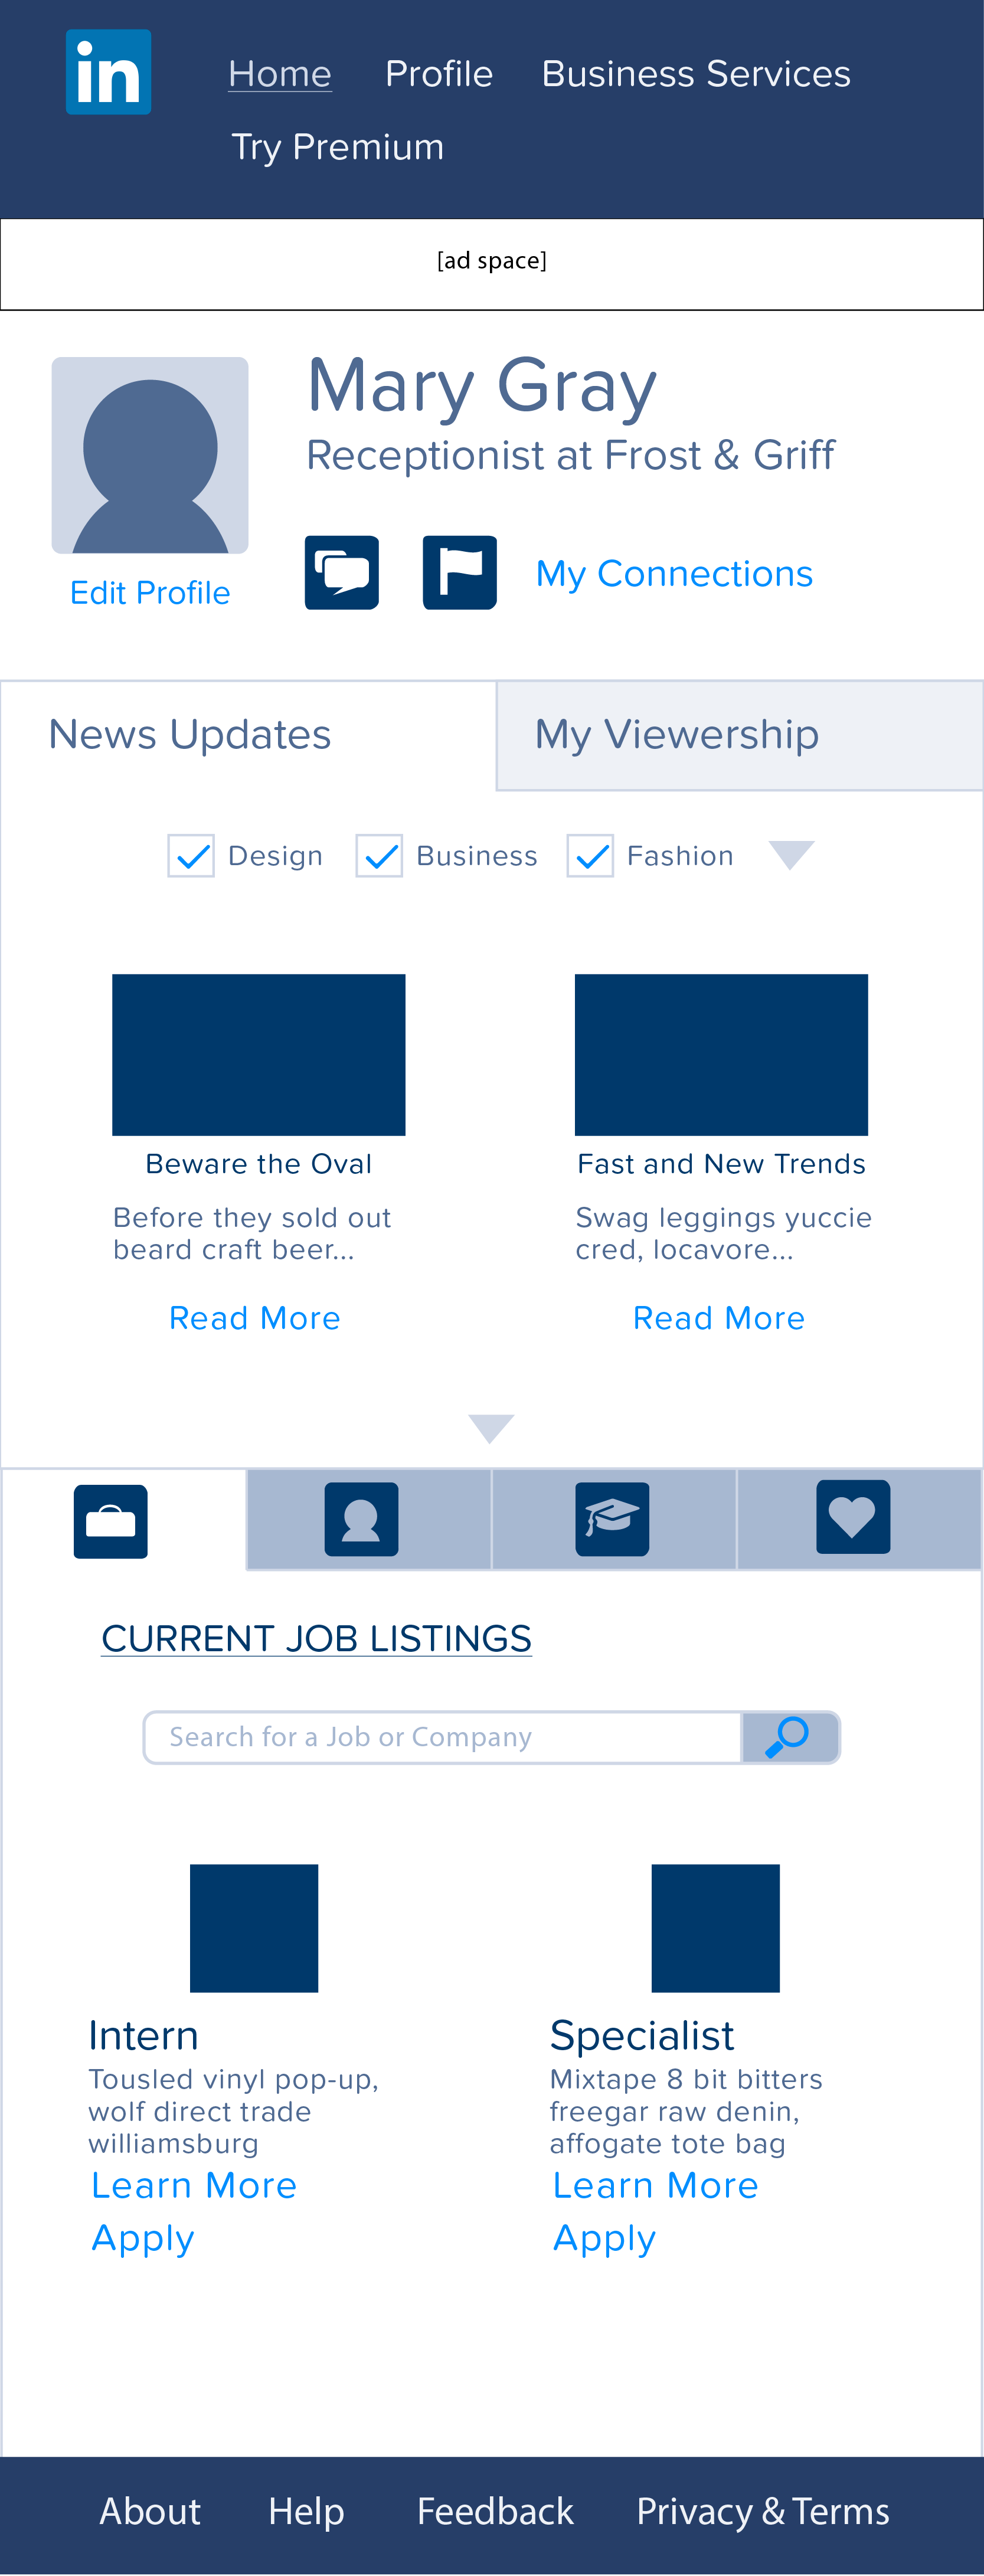 in
Home Profile Business Services
Try Premium
[ad space]
Mary Gray
Receptionist at Frost & Griff
Edit Profile
My Connections
News Updates
My Viewership
Design Business Fashion
Beware the Oval
Before they sold out
beard craft beer...
Read More
Fast and New Trends
Swag leggings yuccie
cred, locavore...
Read More
CURRENT JOB LISTINGS
Search for a Job or Company
Intern
Tousled vinyl pop-up,
wolf direct trade
williamsburg
Learn More
Apply
Specialist
Mixtape 8 bit bitters
freegar raw denin,
affogate tote bag
Learn More
Apply
About Help Feedback Privacy & Terms